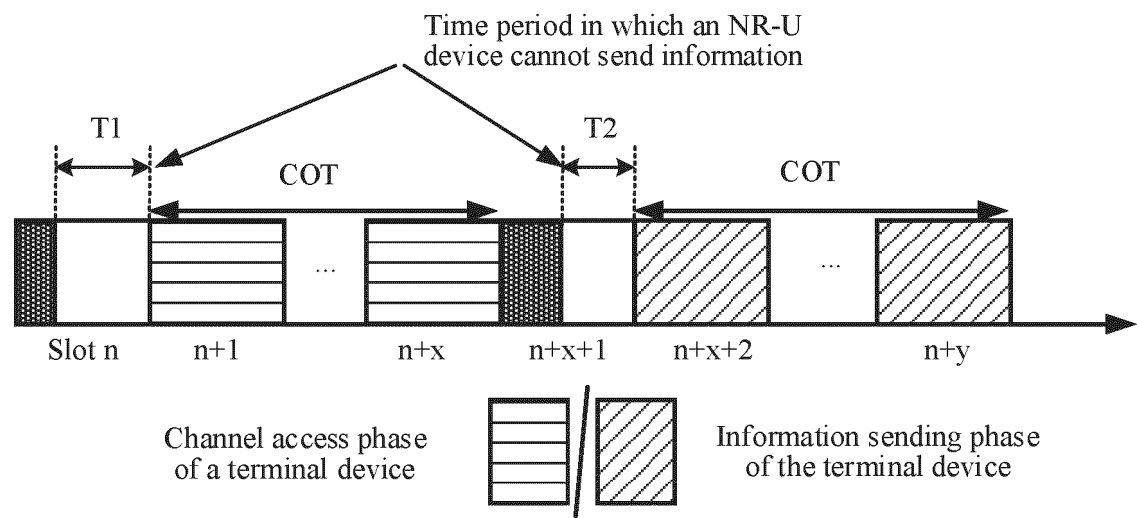 Time period in which an NR-U
device cannot send information
T1
T2
COT
COT
...
...
Slot n
n+1
n+x
n+x+1
n+x+2
n+y
Channel access phase
of a terminal device
Information sending phase
of the terminal device